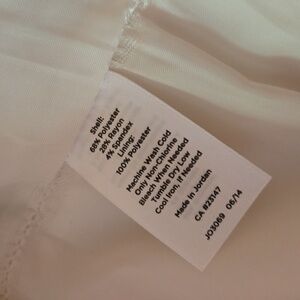 Shell:
68% Polyester
28% Rayon
4% Spandex
Lining:
100% Polyester
Machine Wash Cold
Only Non-Chlorine
Bleach When Needed
Tumble Dry Low
Cool Iron, If Needed
Made in Jordan
CA #23147
JO3069 06/14